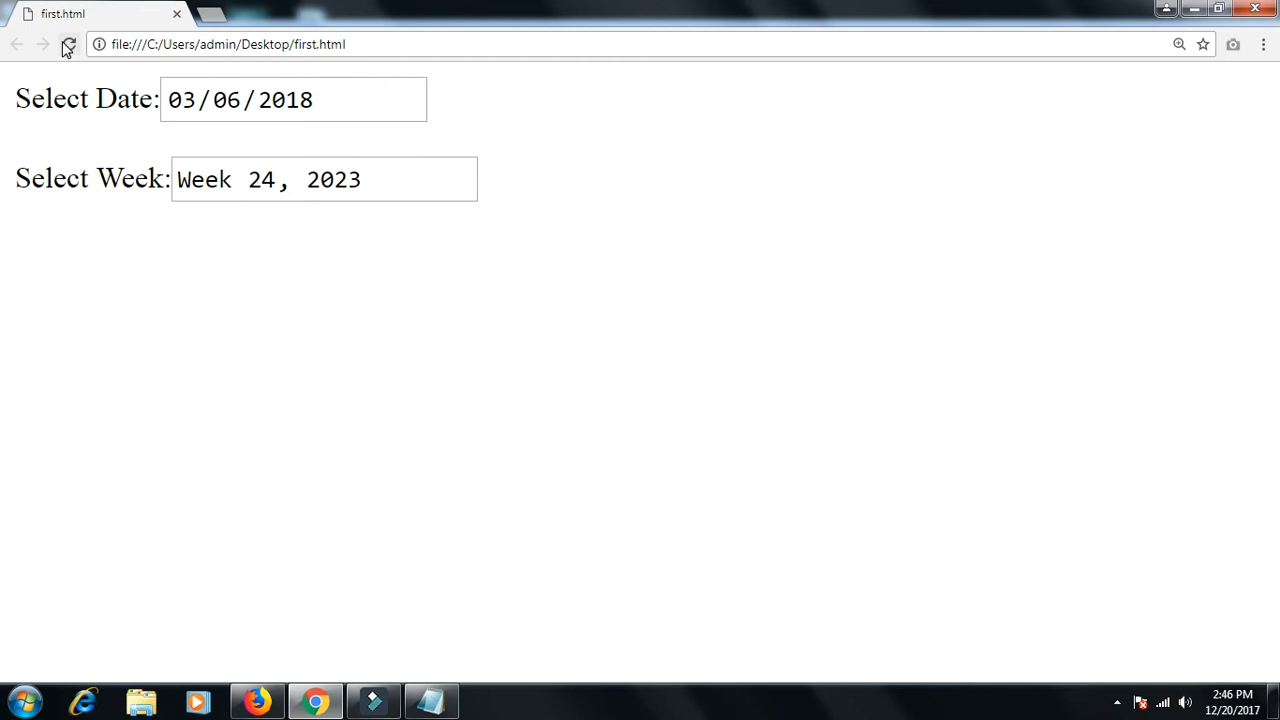 first.html
file:///C:/Users/admin/Desktop/first.html
Select Date: 03/06/2018
Select Week: Week 24, 2023
2:46 PM
12/20/2017